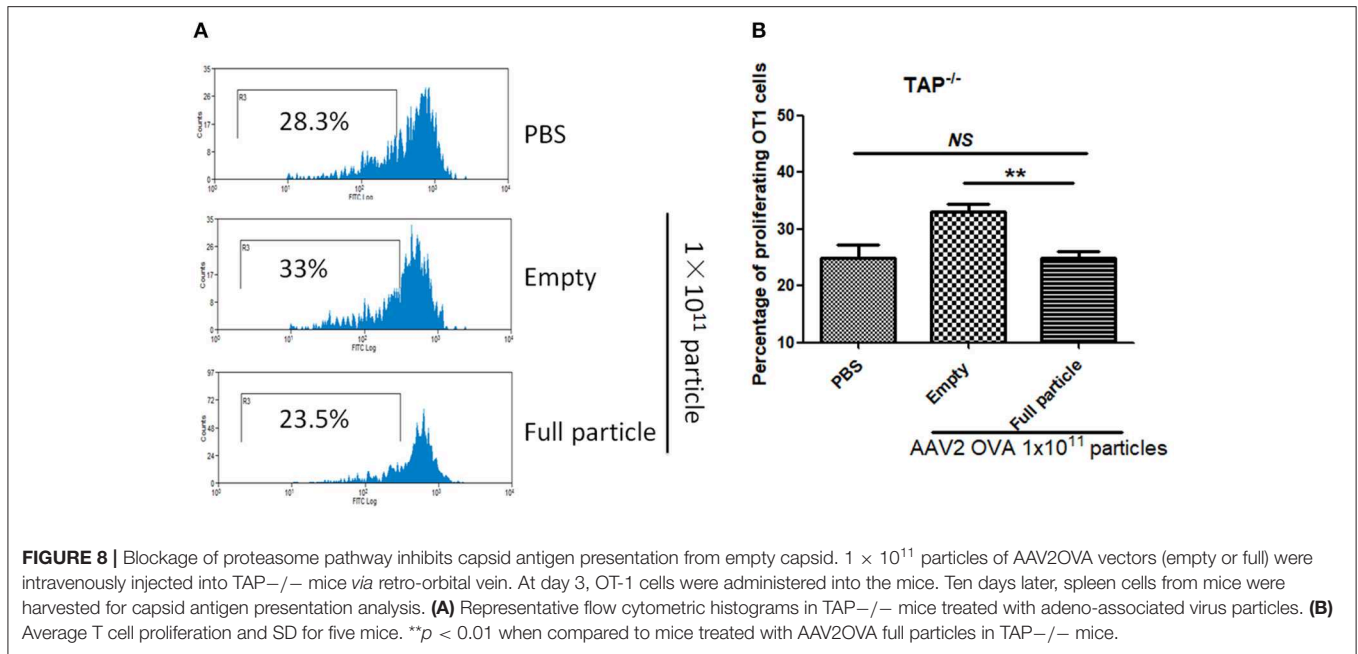 A
35
26
17
8
0
Counts
R3
28.3%
10⁰ 10¹ 10² 10³ 10⁴
FITC Log
PBS
35
26
17
8
0
Counts
R3
33%
10⁰ 10¹ 10² 10³ 10⁴
FITC Log
Empty
97
72
48
24
0
Counts
R3
23.5%
10⁰ 10¹ 10² 10³ 10⁴
FITC Log
Full particle
1×10¹¹ particle
B
TAP⁻/⁻
Percentage of proliferating OT1 cells
50
40
30
20
10
NS
**
PBS
Empty
Full particle
AAV2 OVA 1x10¹¹ particles
FIGURE 8 | Blockage of proteasome pathway inhibits capsid antigen presentation from empty capsid. 1 × 10¹¹ particles of AAV2OVA vectors (empty or full) were
intravenously injected into TAP−/− mice via retro-orbital vein. At day 3, OT-1 cells were administered into the mice. Ten days later, spleen cells from mice were
harvested for capsid antigen presentation analysis. (A) Representative flow cytometric histograms in TAP−/− mice treated with adeno-associated virus particles. (B)
Average T cell proliferation and SD for five mice. **p < 0.01 when compared to mice treated with AAV2OVA full particles in TAP−/− mice.